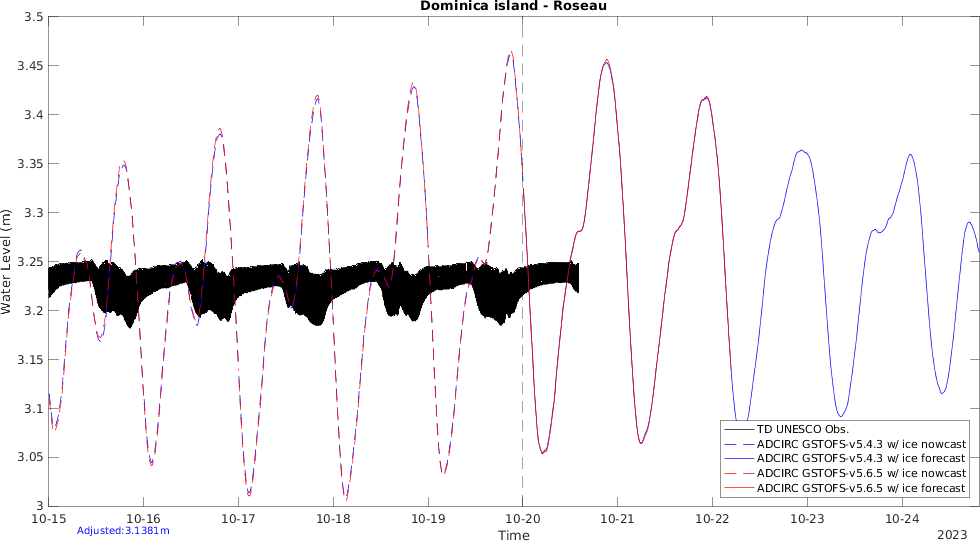 Dominica island - Roseau
3.5
3.45
3.4
3.35
3.3
3.25
3.2
3.15
3.1
3.05
3
Water Level (m)
TD UNESCO Obs.
ADCIRC GSTOFS-v5.4.3 w/ ice nowcast
ADCIRC GSTOFS-v5.4.3 w/ ice forecast
ADCIRC GSTOFS-v5.6.5 w/ ice nowcast
ADCIRC GSTOFS-v5.6.5 w/ ice forecast
10-15 10-16 10-17 10-18 10-19 10-20 10-21 10-22 10-23 10-24
Adjusted:3.1381m
Time
2023